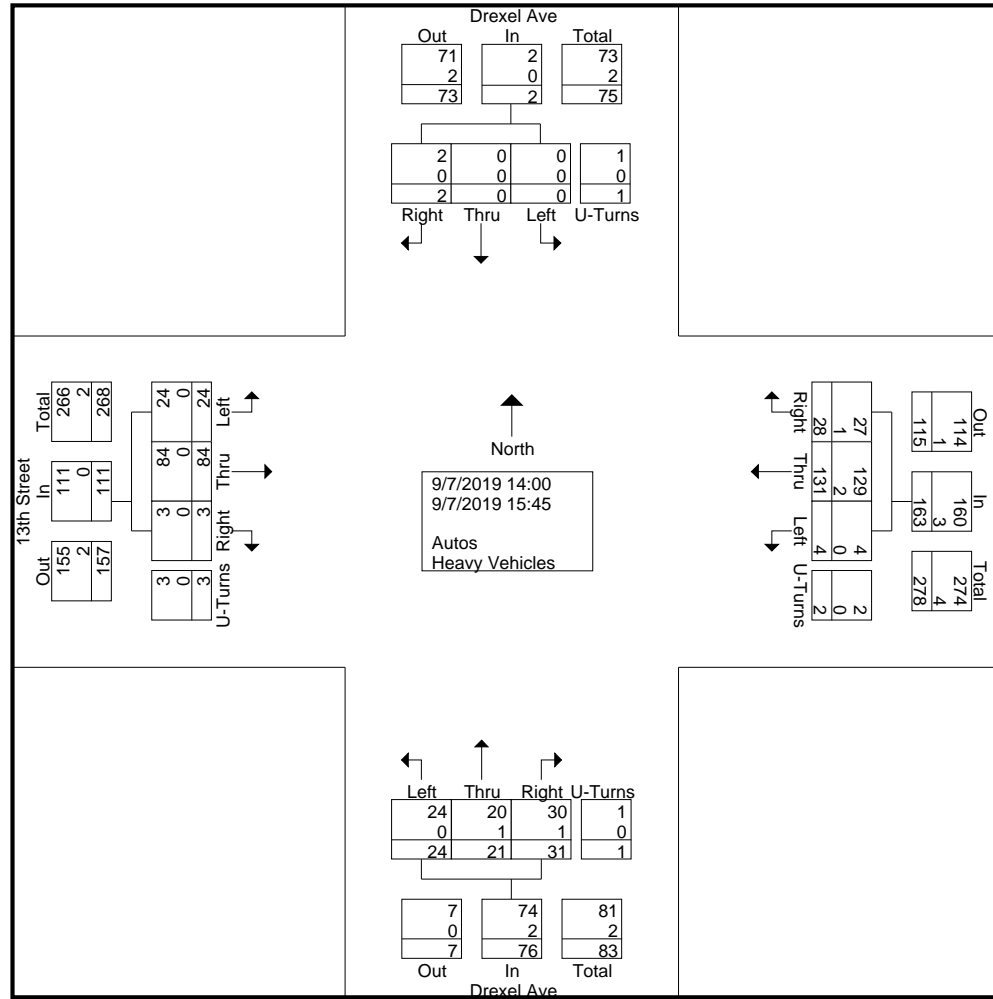 Drexel Ave
Out In Total
71 2 73
2 0 2
73 2 75
2 0 0 1
0 0 0 0
2 0 0 1
Right Thru Left U-Turns
13th Street
Total In Out
266 111 155
2 0 2
268 111 157
24 84 3 3
0 0 0 0
24 84 3 3
Left Thru Right U-Turns
North
9/7/2019 14:00
9/7/2019 15:45
Autos
Heavy Vehicles
Right Thru Left U-Turns
27 129 4 2
1 2 0 0
28 131 4 2
Out In Total
114 160 274
1 3 4
115 163 278
Left Thru Right U-Turns
24 20 30 1
0 1 1 0
24 21 31 1
7 74 81
0 2 2
7 76 83
Out In Total
Drexel Ave